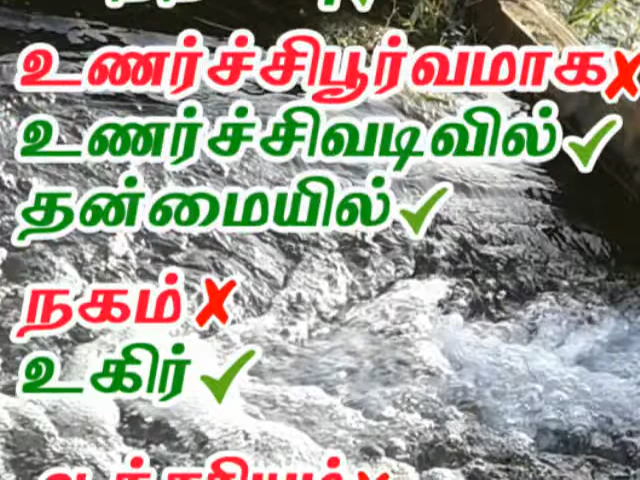 உணர்ச்சிபூர்வமாக❌
உணர்ச்சிவடிவில்✔
தன்மையில்✔
நகம்❌
உகிர்✔